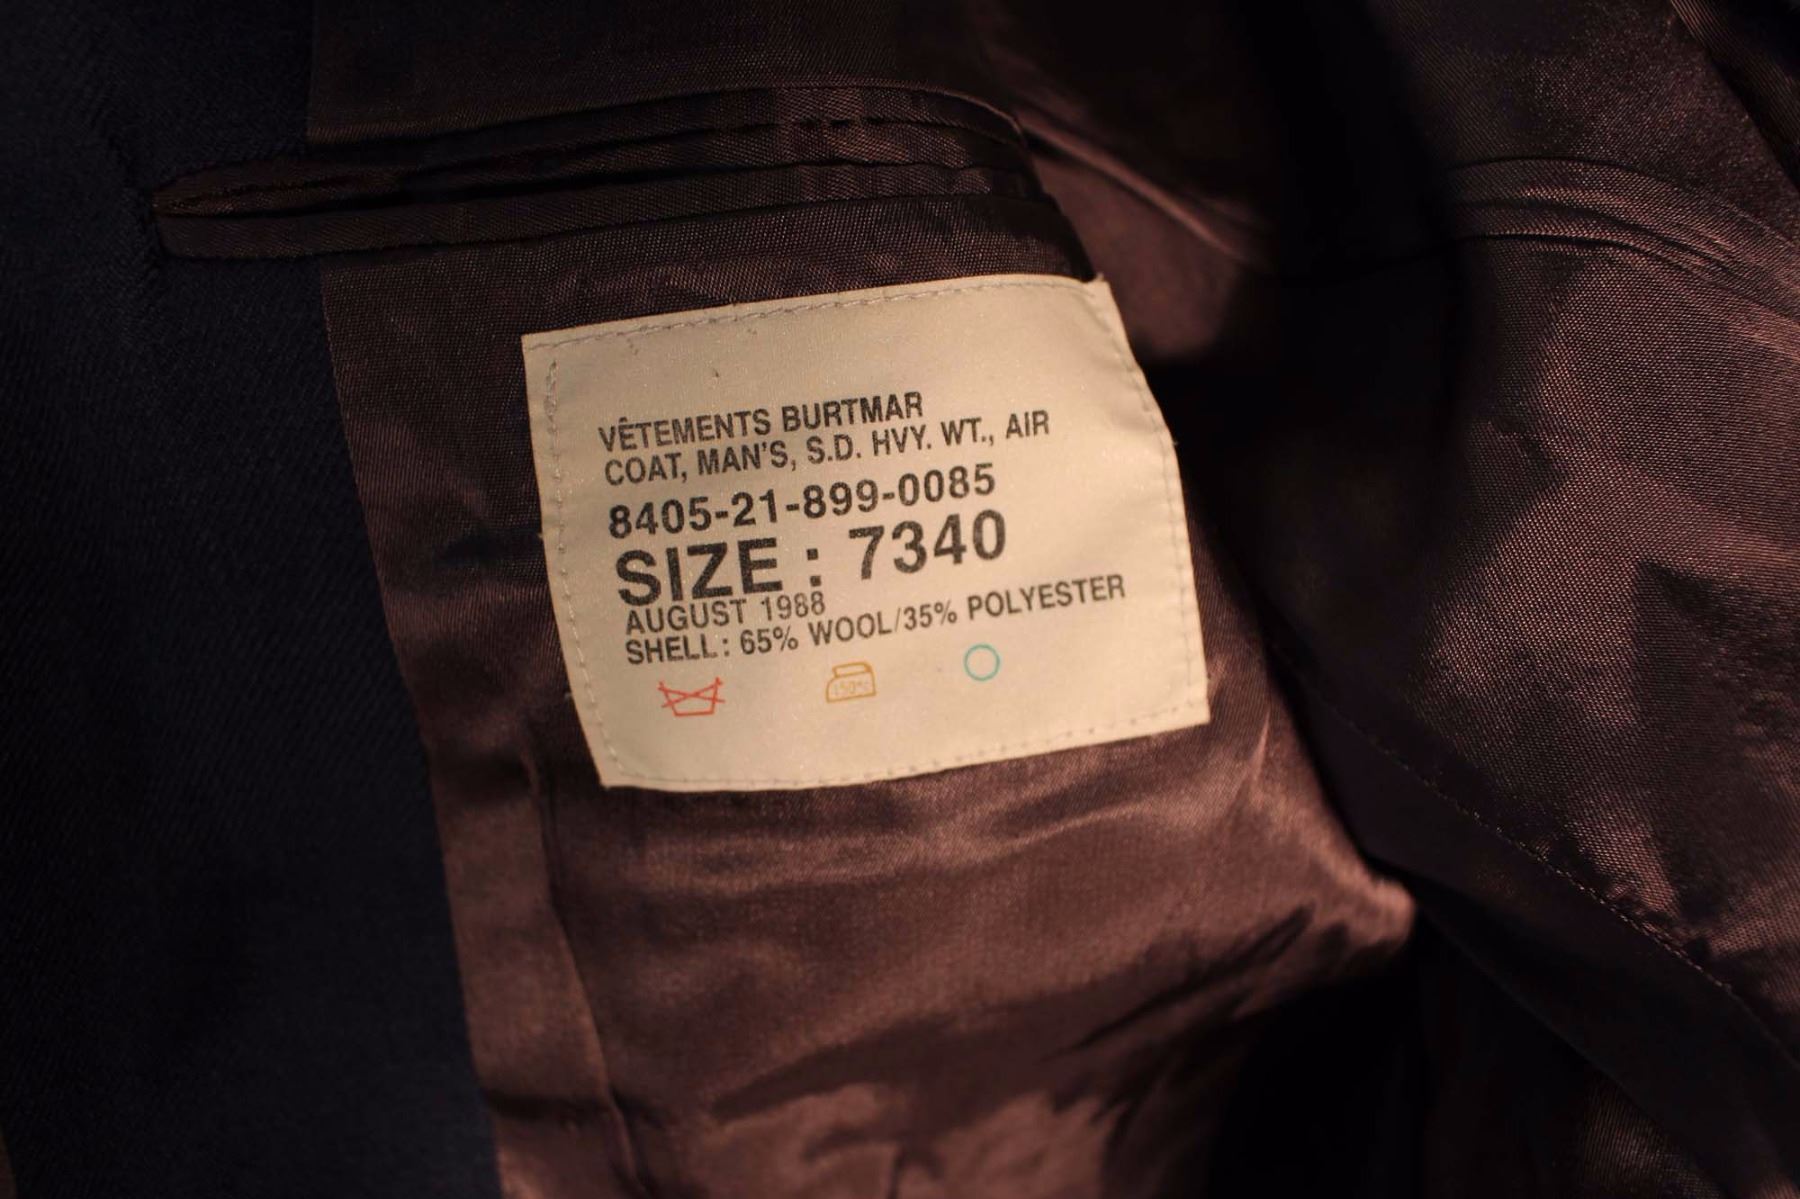 VÊTEMENTS BURTMAR
COAT, MAN'S, S.D. HVY. WT., AIR
8405-21-899-0085
SIZE : 7340
AUGUST 1988
SHELL: 65% WOOL/35% POLYESTER
150°C